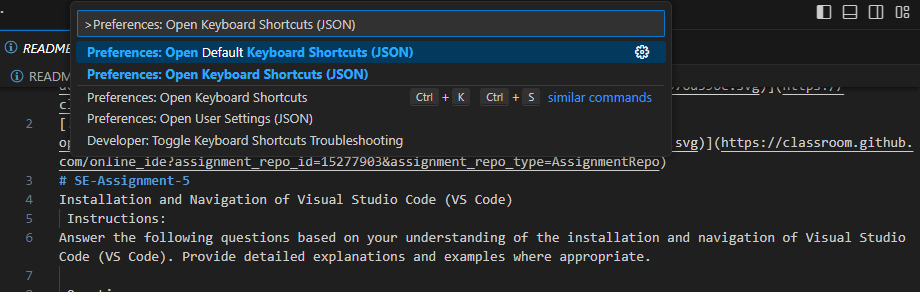 >Preferences: Open Keyboard Shortcuts (JSON)
Preferences: Open Default Keyboard Shortcuts (JSON)
README
Preferences: Open Keyboard Shortcuts (JSON)
README
.svg)](https://
Preferences: Open Keyboard Shortcuts Ctrl + K Ctrl + S similar commands
cl
Preferences: Open User Settings (JSON)
2 [
Developer: Toggle Keyboard Shortcuts Troubleshooting
op .svg)](https://classroom.github.
com/online_ide?assignment_repo_id=15277903&assignment_repo_type=AssignmentRepo)
3 # SE-Assignment-5
4 Installation and Navigation of Visual Studio Code (VS Code)
5 Instructions:
6 Answer the following questions based on your understanding of the installation and navigation of Visual Studio
Code (VS Code). Provide detailed explanations and examples where appropriate.
7